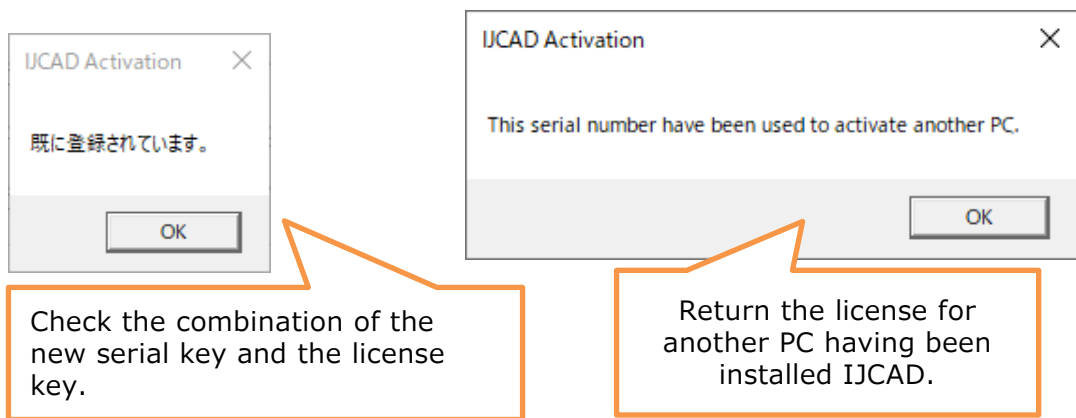 IJCAD Activation
既に登録されています。
OK
IJCAD Activation
This serial number have been used to activate another PC.
OK
Check the combination of the
new serial key and the license
key.
Return the license for
another PC having been
installed IJCAD.